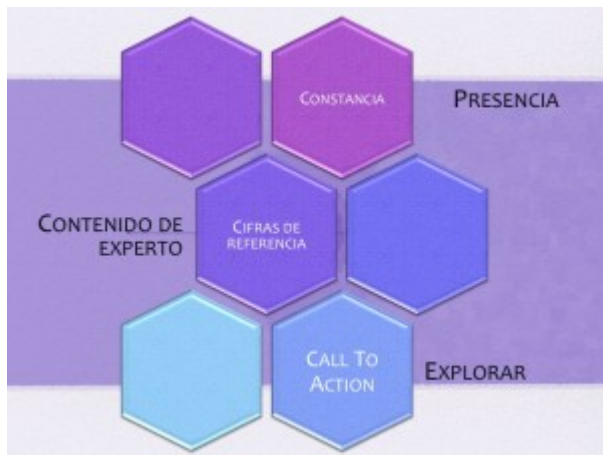 CONSTANCIA
PRESENCIA
CONTENIDO DE
EXPERTO
CIFRAS DE
REFERENCIA
CALL TO
ACTION
EXPLORAR